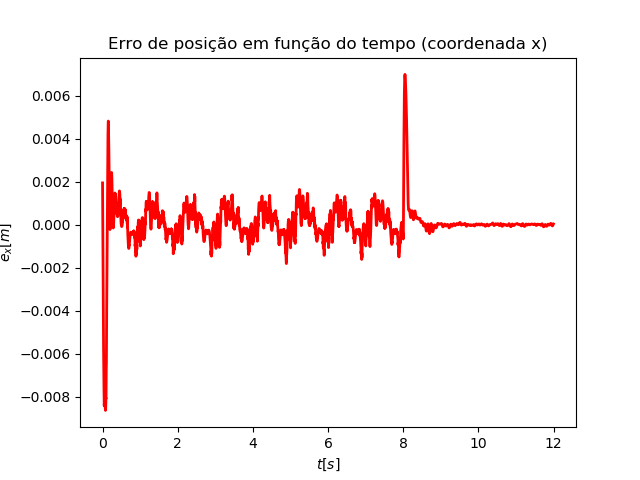 Erro de posição em função do tempo (coordenada x)
0.006
0.004
0.002
0.000
−0.002
−0.004
−0.006
−0.008
eₓ[m]
0 2 4 6 8 10 12
t[s]